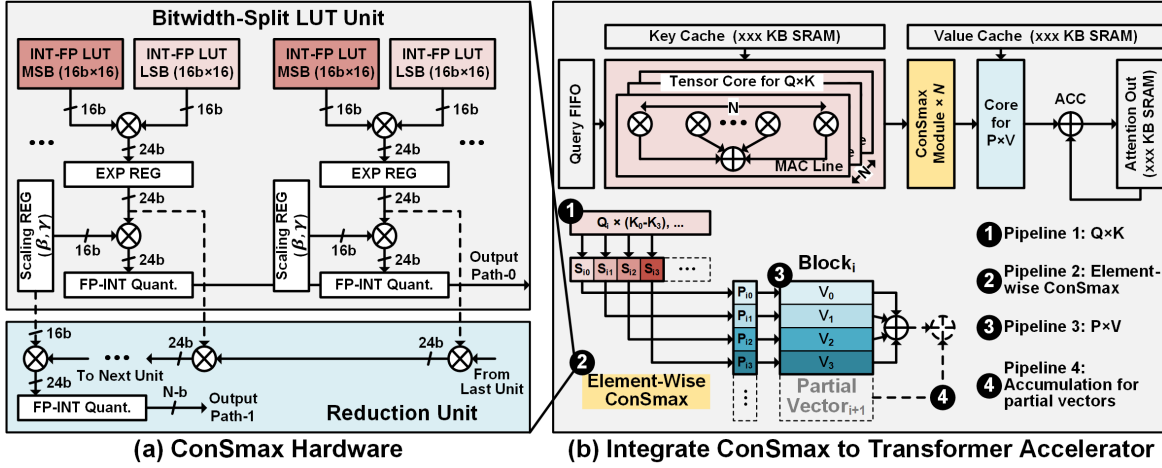 Bitwidth-Split LUT Unit
INT-FP LUT
MSB (16b×16)
INT-FP LUT
LSB (16b×16)
INT-FP LUT
MSB (16b×16)
INT-FP LUT
LSB (16b×16)
16b
16b
16b
16b
24b
24b
EXP REG
EXP REG
24b
24b
Scaling REG
(β, γ)
Scaling REG
(β, γ)
16b
16b
24b
24b
FP-INT Quant.
FP-INT Quant.
Output
Path-0
16b
24b
24b
To Next Unit
From
Last Unit
24b
FP-INT Quant.
N-b
Output
Path-1
Reduction Unit
(a) ConSmax Hardware
Key Cache (xxx KB SRAM)
Value Cache (xxx KB SRAM)
Query FIFO
Tensor Core for Q×K
N
MAC Line
e
e
N
ConSmax
Module × N
Core
for
P×V
ACC
Attention Out
(xxx KB SRAM)
1
Qi × (K0-K3), ...
Si0 Si1 Si2 Si3
3 Blocki
Pi0 V0
Pi1 V1
Pi2 V2
Pi3 V3
2
Element-Wise
ConSmax
Partial
Vectori+1
4
1 Pipeline 1: Q×K
2 Pipeline 2: Element-
wise ConSmax
3 Pipeline 3: P×V
4 Pipeline 4:
Accumulation for
partial vectors
(b) Integrate ConSmax to Transformer Accelerator